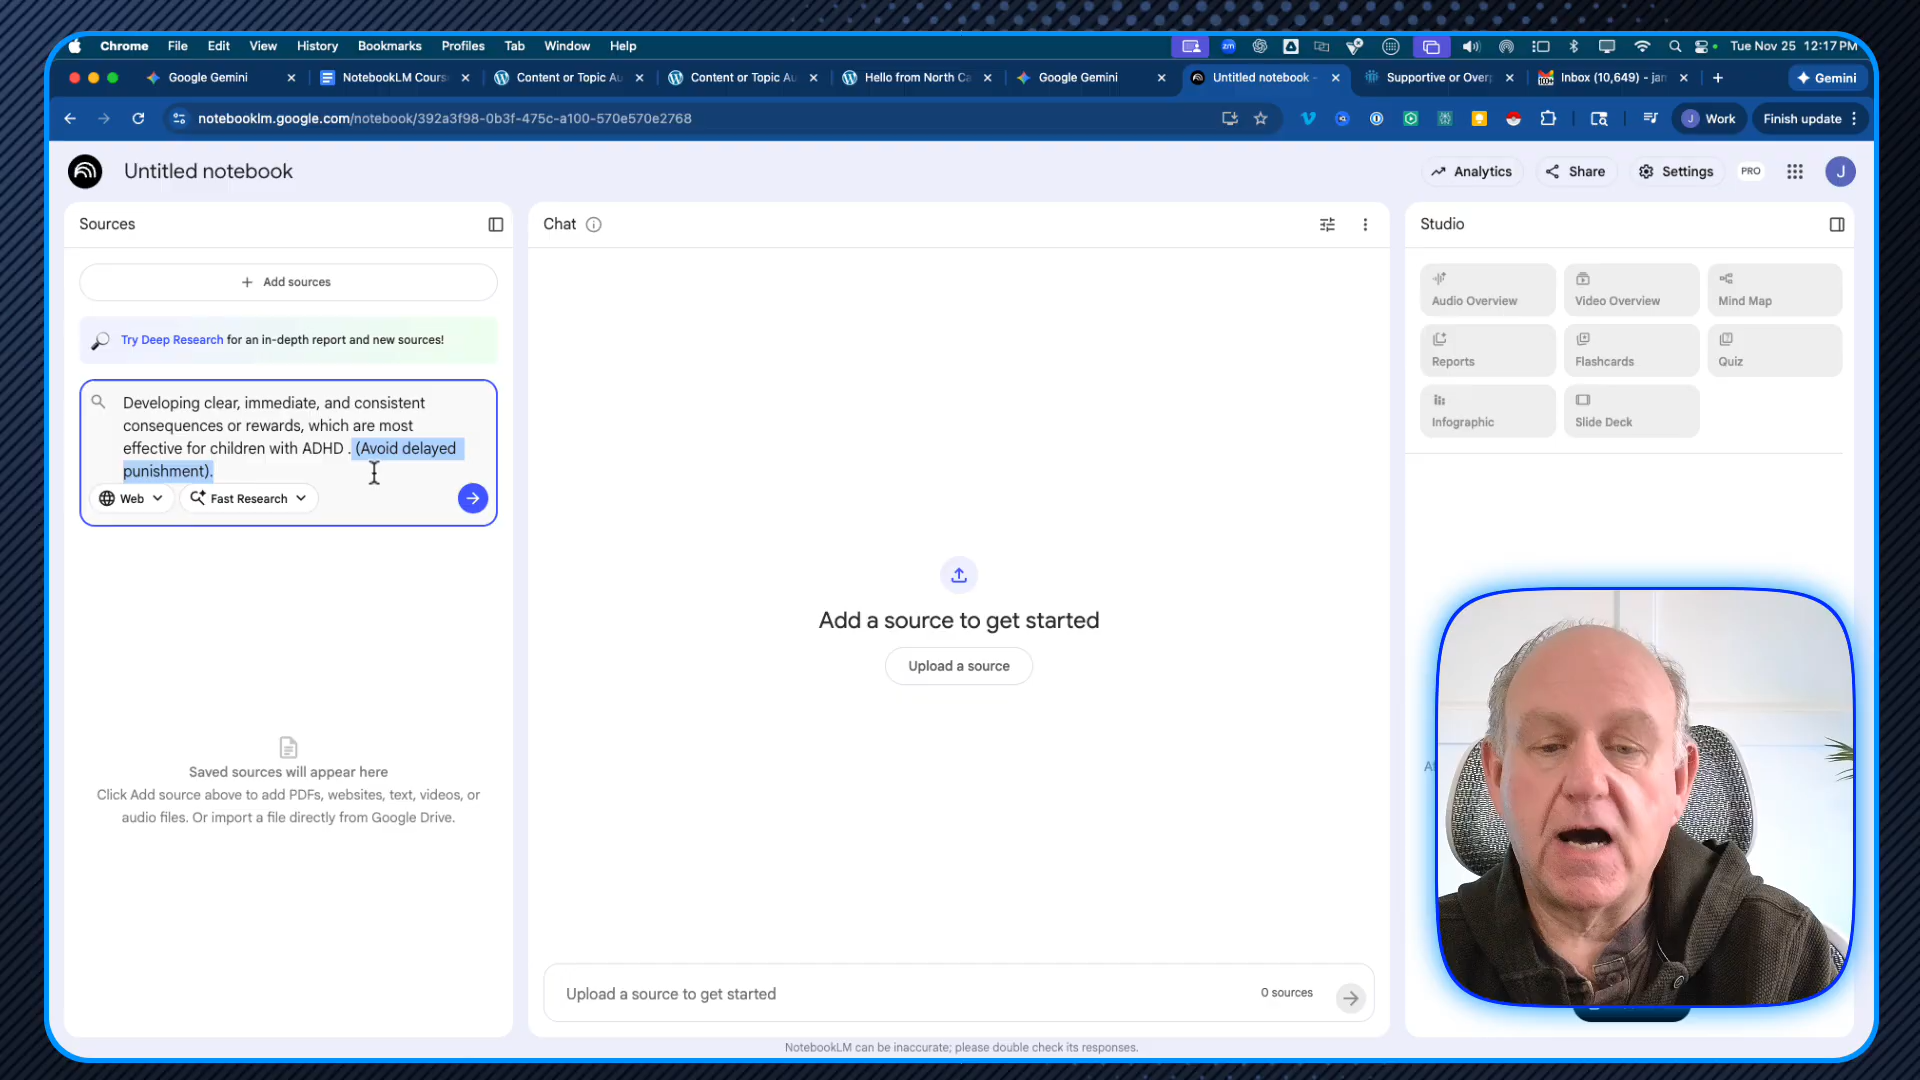 Chrome File Edit View History Bookmarks Profiles Tab Window Help
Tue Nov 25 12:17 PM
Google Gemini
NotebookLM Cours
Content or Topic Au
Content or Topic Au
Hello from North Ca
Google Gemini
Untitled notebook -
Supportive or Over
Inbox (10,649) - jan
Gemini
notebooklm.google.com/notebook/392a3f98-0b3f-475c-a100-570e570e2768
J Work
Finish update
Untitled notebook
Analytics
Share
Settings
PRO
J
Sources
Add sources
Try Deep Research for an in-depth report and new sources!
Developing clear, immediate, and consistent
consequences or rewards, which are most
effective for children with ADHD . (Avoid delayed
punishment).
Web
Fast Research
Saved sources will appear here
Click Add source above to add PDFs, websites, text, videos, or
audio files. Or import a file directly from Google Drive.
Chat
Add a source to get started
Upload a source
Upload a source to get started
0 sources
NotebookLM can be inaccurate; please double check its responses.
Studio
Audio Overview
Video Overview
Mind Map
Reports
Flashcards
Quiz
Infographic
Slide Deck